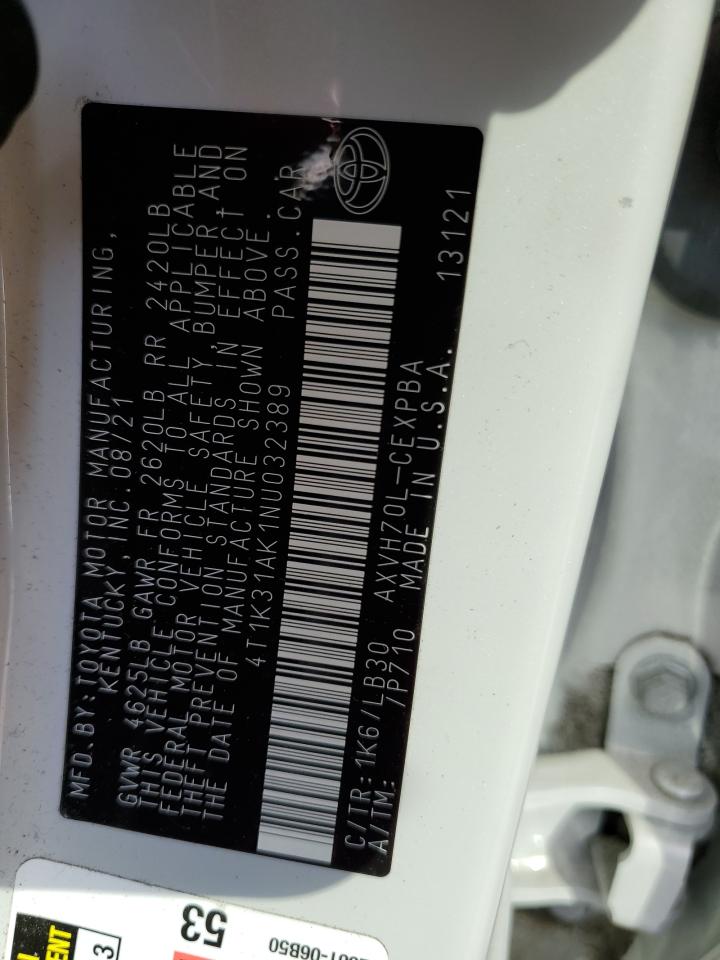 MFD.BY:TOYOTA MOTOR MANUFACTURING,
KENTUCKY, INC.08/21
GVWR 4625LB GAWR FR 2620LB RR 2420LB
THIS VEHICLE CONFORMS TO ALL APPLICABLE
FEDERAL MOTOR VEHICLE SAFETY, BUMPER AND
THEFT PREVENTION STANDARDS IN EFFECT ON
THE DATE OF MANUFACTURE SHOWN ABOVE.
4T1K31AK1NU032389 PASS.CAR
C/TR:1K6/LB30 AXVH70L-CEXPBA
A/TM: /P710 MADE IN U.S.A. 13121
53
3